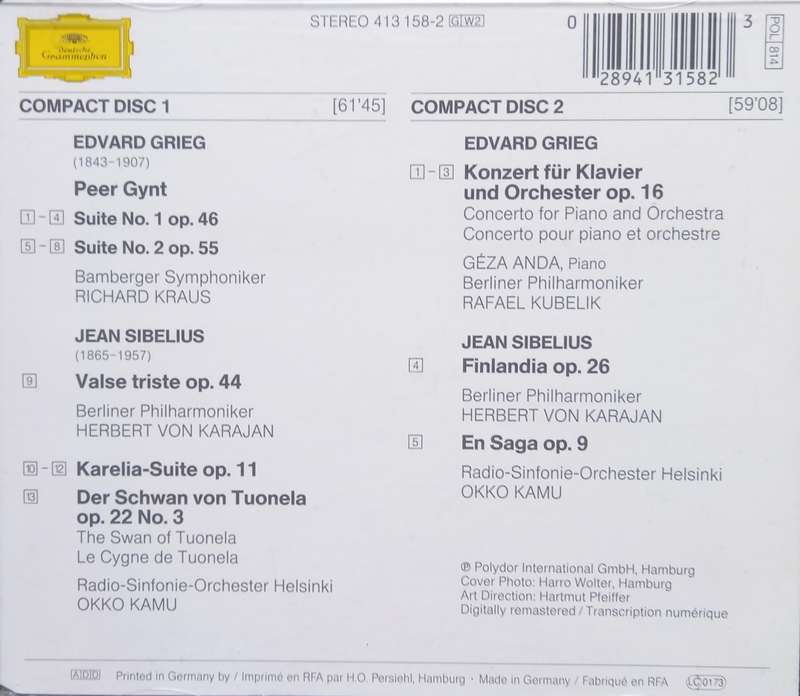 Deutsche
Grammophon
STEREO 413 158-2 GW2
0 28941 31582 3
POL 814
COMPACT DISC 1 [61'45]
EDVARD GRIEG
(1843-1907)
Peer Gynt
1 - 4 Suite No. 1 op. 46
5 - 8 Suite No. 2 op. 55
Bamberger Symphoniker
RICHARD KRAUS
JEAN SIBELIUS
(1865-1957)
9 Valse triste op. 44
Berliner Philharmoniker
HERBERT VON KARAJAN
10 - 12 Karelia-Suite op. 11
13 Der Schwan von Tuonela
op. 22 No. 3
The Swan of Tuonela
Le Cygne de Tuonela
Radio-Sinfonie-Orchester Helsinki
OKKO KAMU
COMPACT DISC 2 [59'08]
EDVARD GRIEG
1 - 3 Konzert für Klavier
und Orchester op. 16
Concerto for Piano and Orchestra
Concerto pour piano et orchestre
GÉZA ANDA, Piano
Berliner Philharmoniker
RAFAEL KUBELIK
JEAN SIBELIUS
4 Finlandia op. 26
Berliner Philharmoniker
HERBERT VON KARAJAN
5 En Saga op. 9
Radio-Sinfonie-Orchester Helsinki
OKKO KAMU
℗ Polydor International GmbH, Hamburg
Cover Photo: Harro Wolter, Hamburg
Art Direction: Hartmut Pfeiffer
Digitally remastered / Transcription numérique
ADD Printed in Germany by / Imprimé en RFA par H.O. Persiehl, Hamburg · Made in Germany / Fabriqué en RFA LC 0173